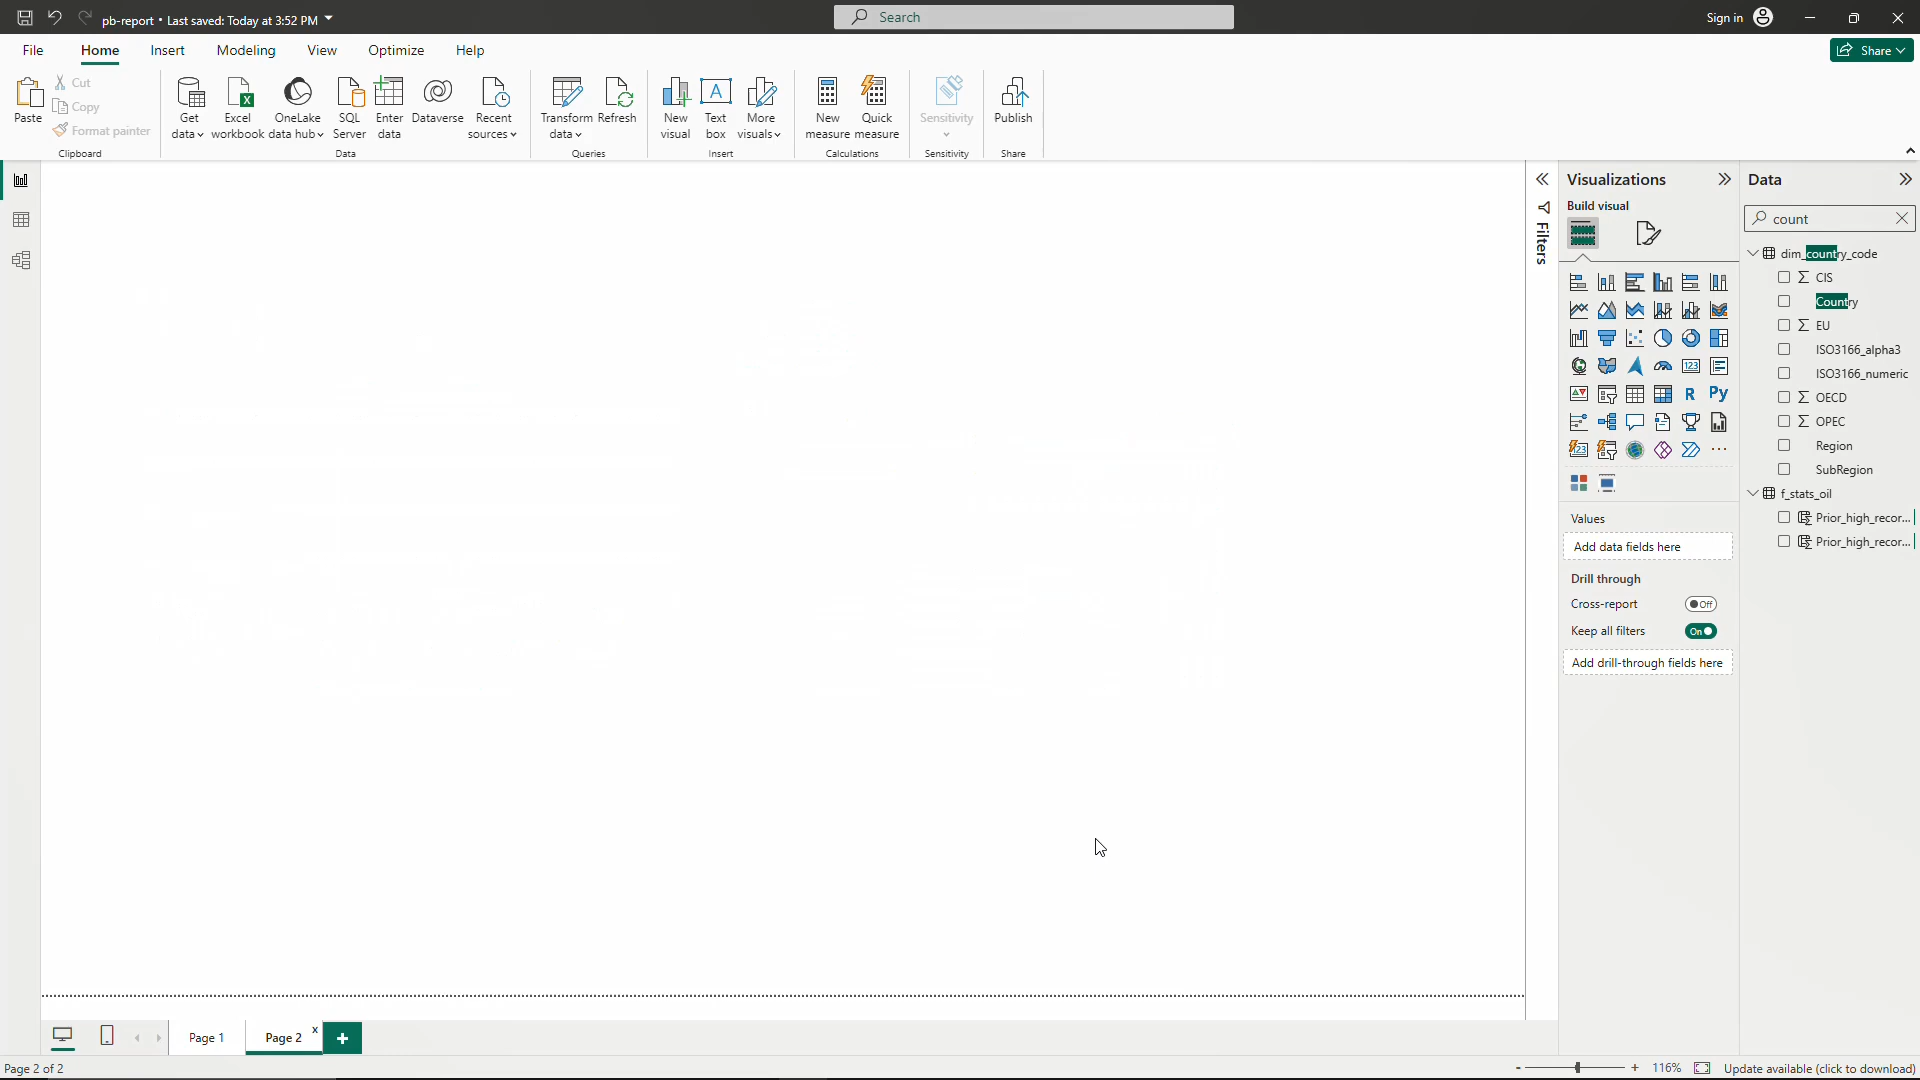 pb-report • Last saved: Today at 3:52 PM
Search
Sign in
File Home Insert Modeling View Optimize Help
Share
Paste
Cut
Copy
Format painter
Clipboard
Get data
Excel workbook
OneLake data hub
SQL Server
Enter data
Dataverse
Recent sources
Data
Transform data
Refresh
Queries
New visual
Text box
More visuals
Insert
New measure
Quick measure
Calculations
Sensitivity
Sensitivity
Publish
Share
Filters
Visualizations
Build visual
123
R
Py
123
Values
Add data fields here
Drill through
Cross-report
Off
Keep all filters
On
Add drill-through fields here
Data
count
dim_country_code
CIS
Country
EU
ISO3166_alpha3
ISO3166_numeric
OECD
OPEC
Region
SubRegion
f_stats_oil
Prior_high_recor...
Prior_high_recor...
Page 1
Page 2 x
+
Page 2 of 2
- + 116%
Update available (click to download)